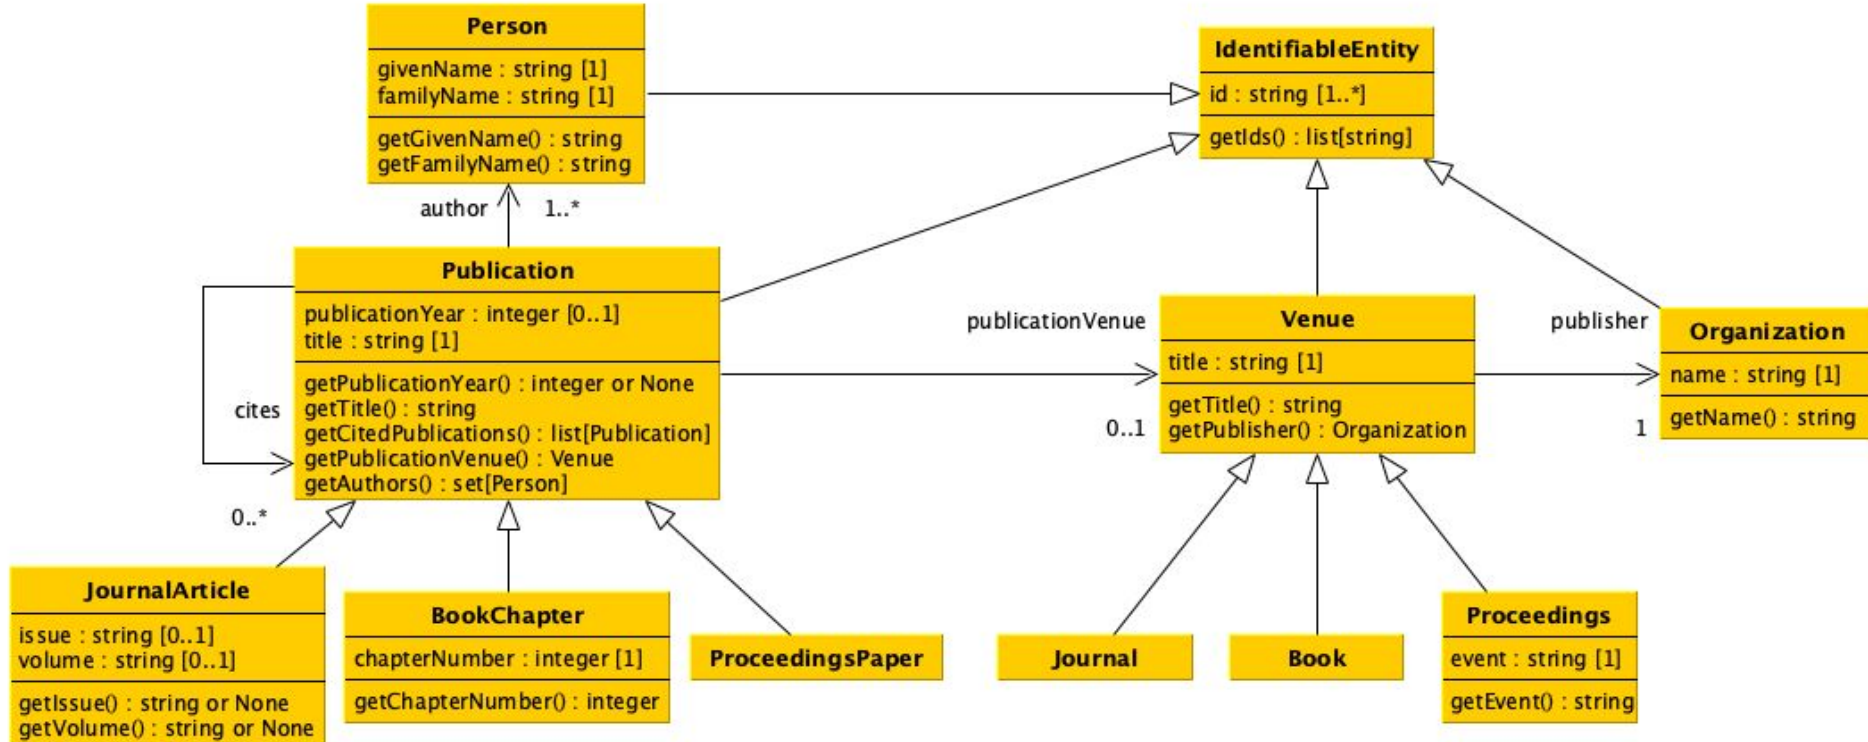 Person
givenName : string [1]
familyName : string [1]
getGivenName() : string
getFamilyName() : string
IdentifiableEntity
id : string [1..*]
getIds() : list[string]
author
1..*
Publication
publicationYear : integer [0..1]
title : string [1]
getPublicationYear() : integer or None
getTitle() : string
getCitedPublications() : list[Publication]
getPublicationVenue() : Venue
getAuthors() : set[Person]
cites
0..*
publicationVenue
0..1
Venue
title : string [1]
getTitle() : string
getPublisher() : Organization
publisher
1
Organization
name : string [1]
getName() : string
JournalArticle
issue : string [0..1]
volume : string [0..1]
getIssue() : string or None
getVolume() : string or None
BookChapter
chapterNumber : integer [1]
getChapterNumber() : integer
ProceedingsPaper
Journal
Book
Proceedings
event : string [1]
getEvent() : string